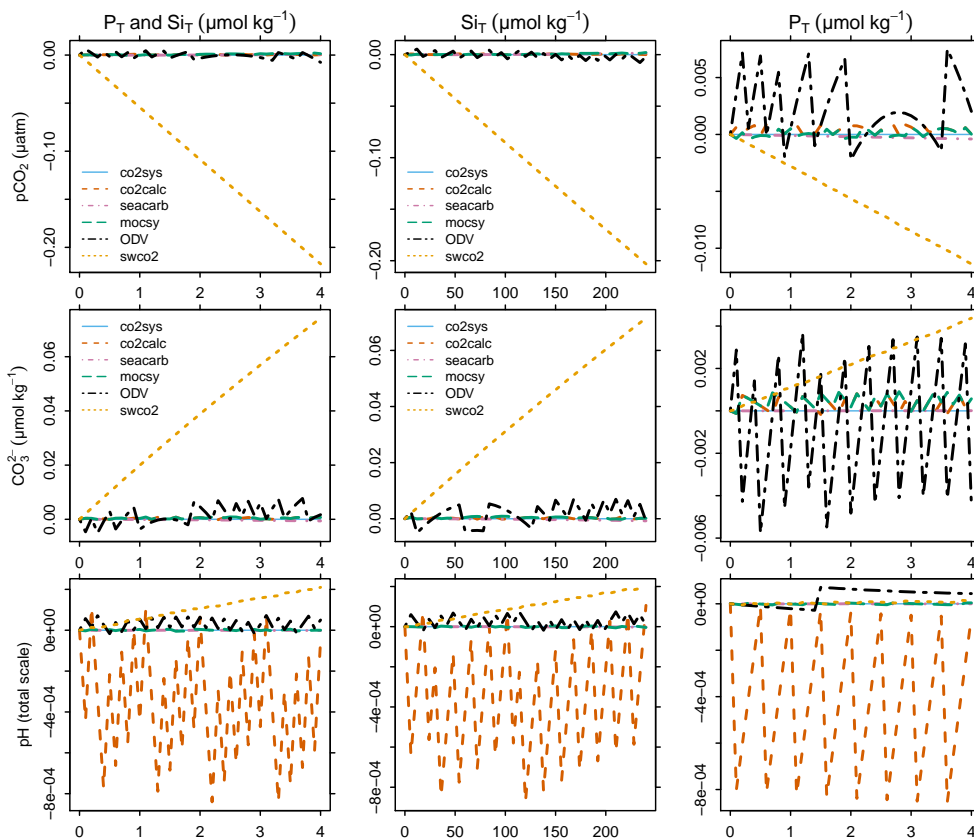 P_T and Si_T (µmol kg⁻¹)
Si_T (µmol kg⁻¹)
P_T (µmol kg⁻¹)
pCO₂ (µatm)
0.00
−0.10
−0.20
co2sys
co2calc
seacarb
mocsy
ODV
swco2
0 1 2 3 4
0.00
−0.10
−0.20
co2sys
co2calc
seacarb
mocsy
ODV
swco2
0 50 100 150 200
0.005
0.000
−0.010
0 1 2 3 4
CO₃²⁻ (µmol kg⁻¹)
0.06
0.04
0.02
0.00
co2sys
co2calc
seacarb
mocsy
ODV
swco2
0 1 2 3 4
0.06
0.04
0.02
0.00
co2sys
co2calc
seacarb
mocsy
ODV
swco2
0 50 100 150 200
0.002
−0.002
−0.006
0 1 2 3 4
pH (total scale)
0e+00
−4e−04
−8e−04
0 1 2 3 4
0e+00
−4e−04
−8e−04
0 50 100 150 200
0e+00
−4e−04
−8e−04
0 1 2 3 4